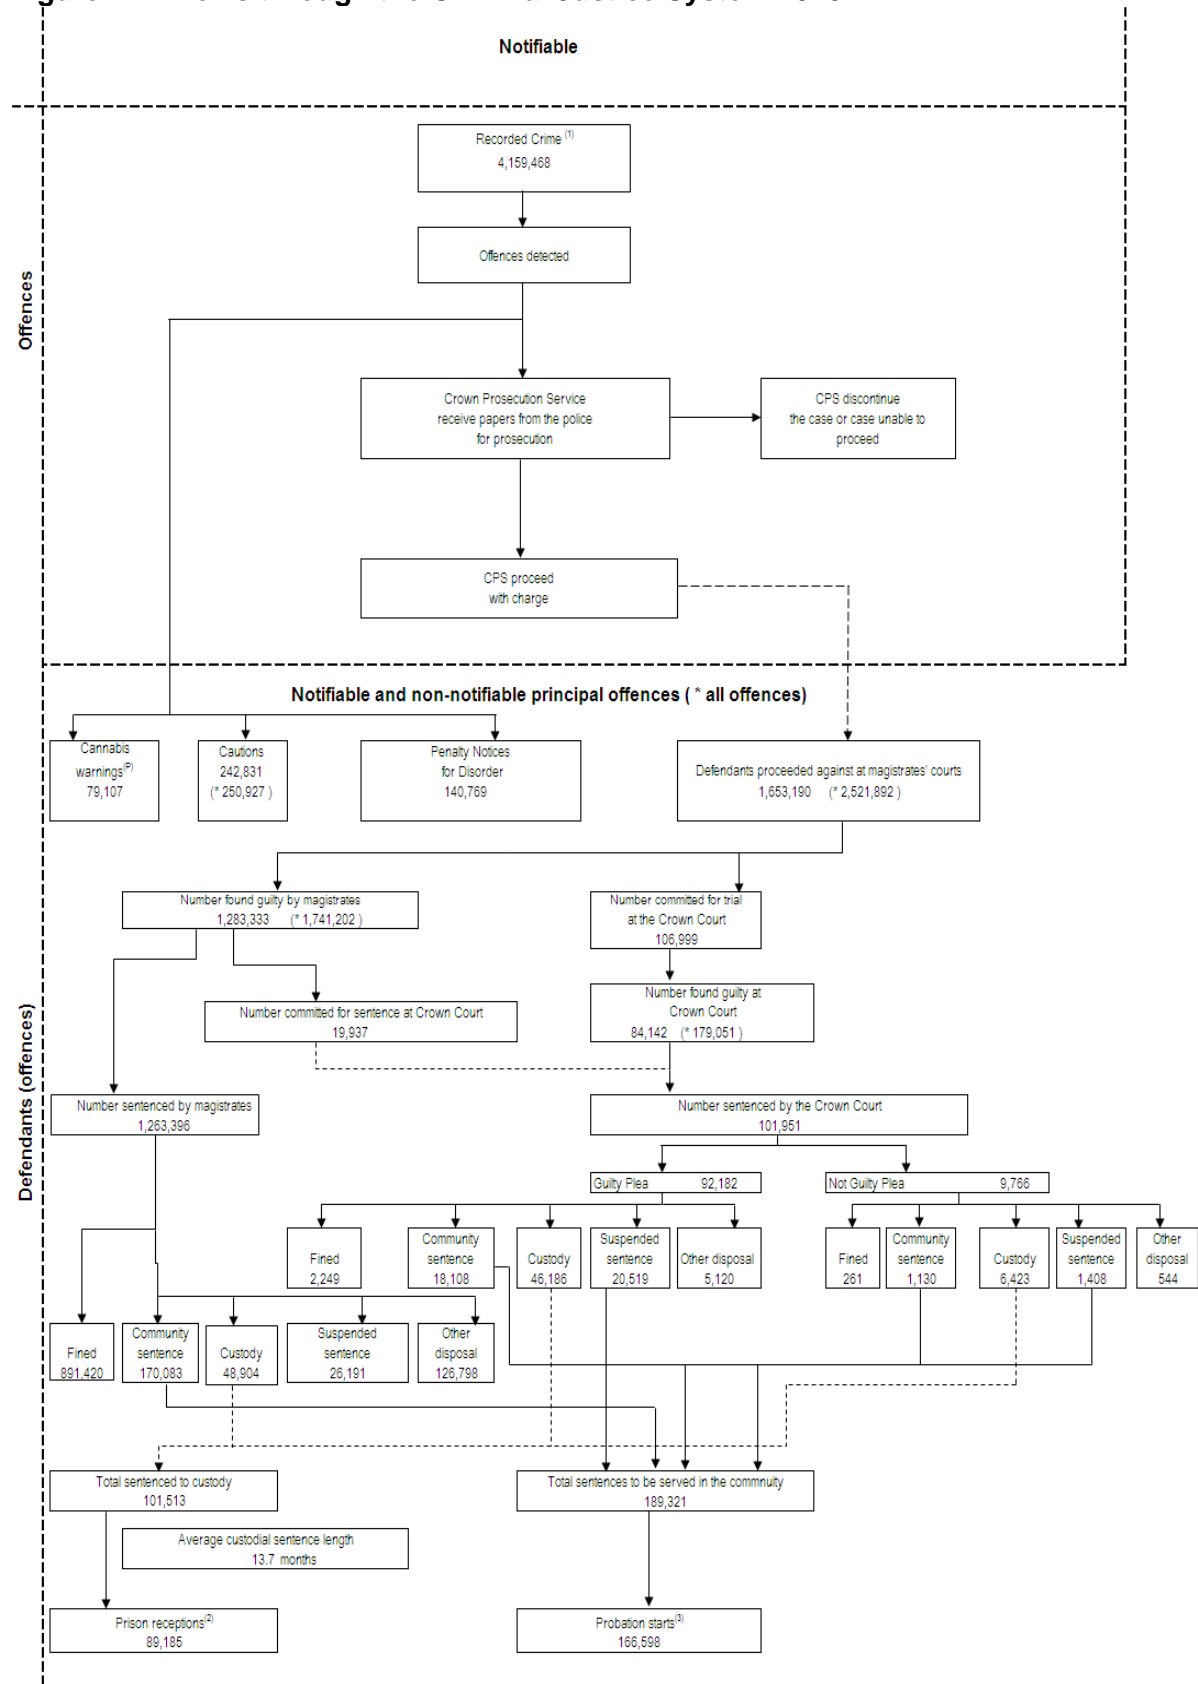 Notifiable
Offences
Recorded Crime (1)
4,159,468
Offences detected
Crown Prosecution Service
receive papers from the police
for prosecution
CPS discontinue
the case or case unable to
proceed
CPS proceed
with charge
Notifiable and non-notifiable principal offences ( * all offences)
Defendants (offences)
Cannabis
warnings(P)
79,107
Cautions
242,831
(* 250,927 )
Penalty Notices
for Disorder
140,769
Defendants proceeded against at magistrates' courts
1,653,190 (* 2,521,892 )
Number found guilty by magistrates
1,283,333 (* 1,741,202 )
Number committed for trial
at the Crown Court
106,999
Number committed for sentence at Crown Court
19,937
Number found guilty at
Crown Court
84,142 (* 179,051 )
Number sentenced by magistrates
1,263,396
Number sentenced by the Crown Court
101,951
Guilty Plea 92,182
Not Guilty Plea 9,766
Fined
2,249
Community
sentence
18,108
Custody
46,186
Suspended
sentence
20,519
Other disposal
5,120
Fined
261
Community
sentence
1,130
Custody
6,423
Suspended
sentence
1,408
Other
disposal
544
Fined
891,420
Community
sentence
170,083
Custody
48,904
Suspended
sentence
26,191
Other
disposal
126,798
Total sentenced to custody
101,513
Total sentences to be served in the commnuity
189,321
Average custodial sentence length
13.7 months
Prison receptions(2)
89,185
Probation starts(3)
166,598